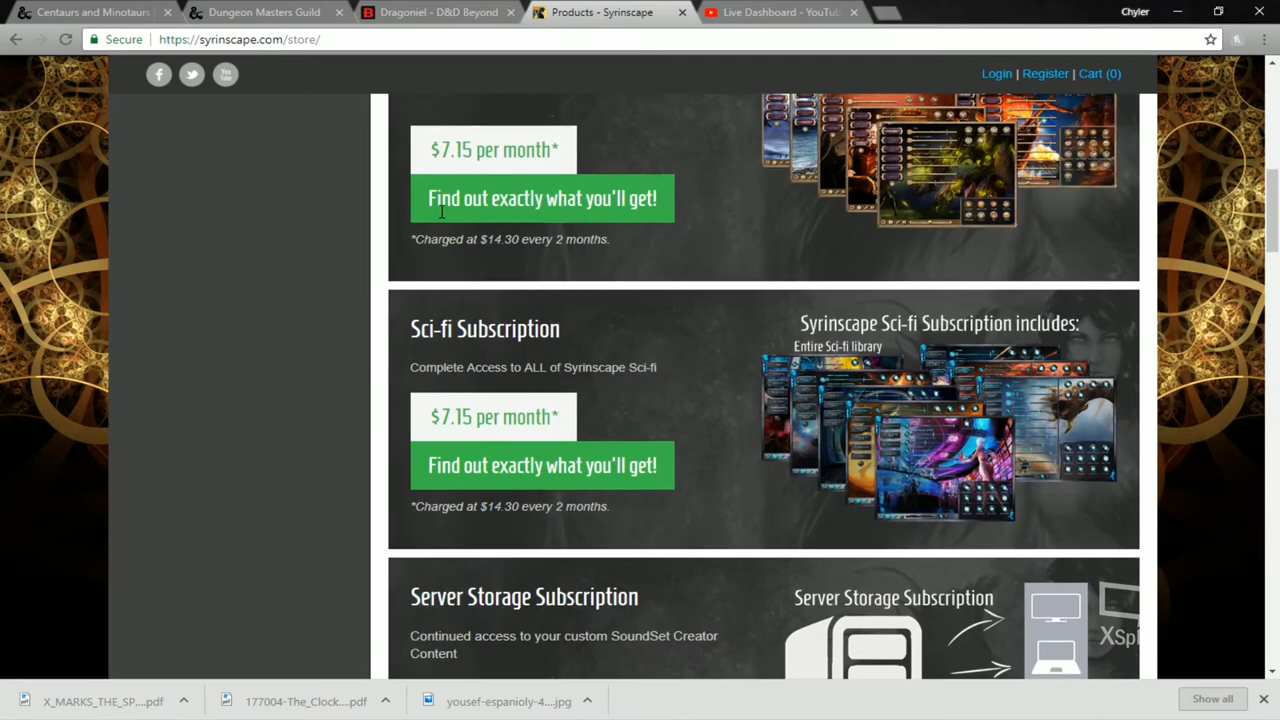 Centaurs and Minotaurs
Dungeon Masters Guild
Dragoniel - D&D Beyond
Products - Syrinscape
Live Dashboard - YouTub
Chyler
Secure
https://syrinscape.com/store/
Login | Register | Cart (0)
$7.15 per month*
Find out exactly what you'll get!
*Charged at $14.30 every 2 months.
Sci-fi Subscription
Complete Access to ALL of Syrinscape Sci-fi
$7.15 per month*
Find out exactly what you'll get!
*Charged at $14.30 every 2 months.
Syrinscape Sci-fi Subscription includes:
Entire Sci-fi library
Server Storage Subscription
Continued access to your custom SoundSet Creator
Content
Server Storage Subscription
XSpi
X_MARKS_THE_SP....pdf
177004-The_Clock....pdf
yousef-espanioly-4....jpg
Show all